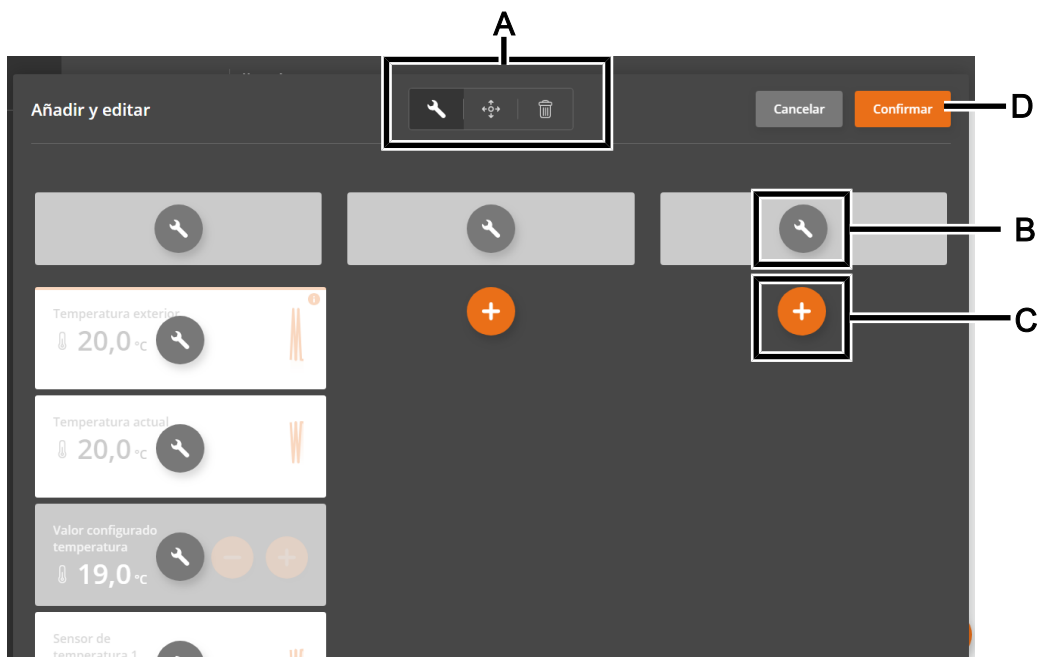 A
Añadir y editar
Cancelar
Confirmar
D
B
Temperatura exterior
20,0 °C
C
Temperatura actual
20,0 °C
Valor configurado
temperatura
19,0 °C
Sensor de
temperatura 1